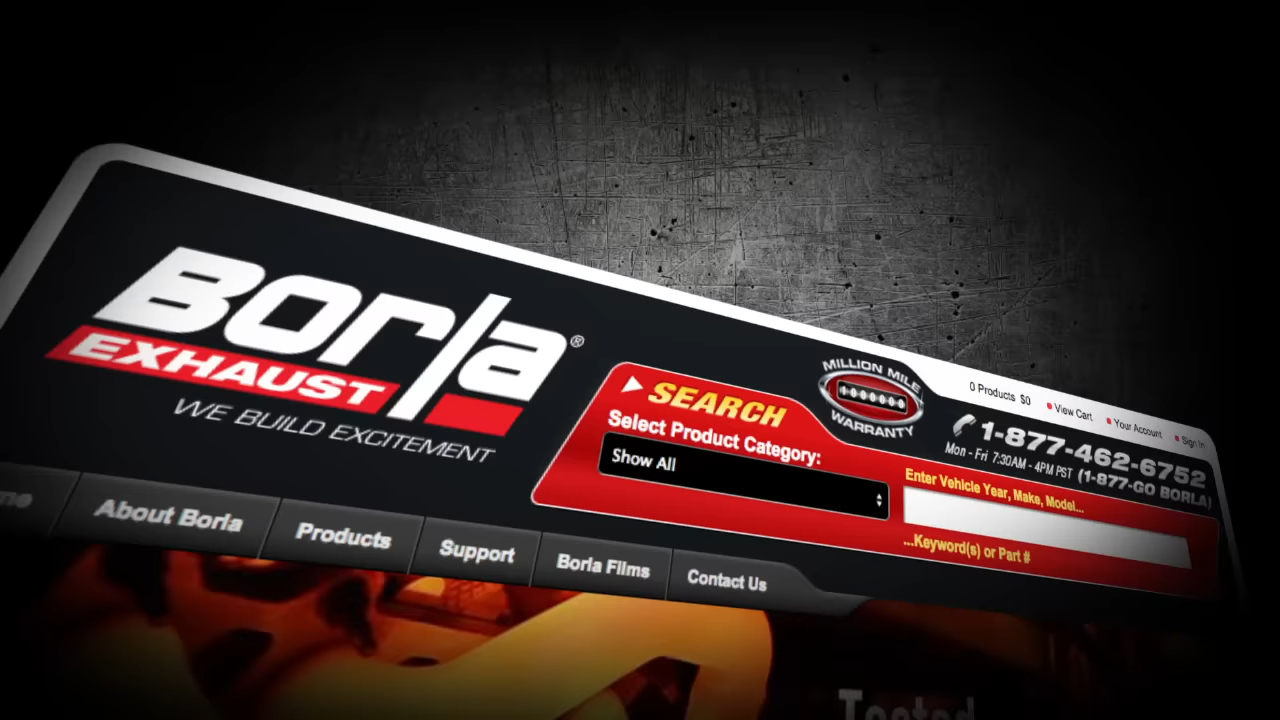 Borla®
EXHAUST
WE BUILD EXCITEMENT
SEARCH
Select Product Category:
Show All
MILLION MILE
1000000
WARRANTY
0 Products $0
View Cart
Your Account
Sign In
1-877-462-6752
Mon - Fri 7:30AM - 4PM PST (1-877-GO BORLA)
Enter Vehicle Year, Make, Model...
...Keyword(s) or Part #
About Borla
Products
Support
Borla Films
Contact Us
Tested